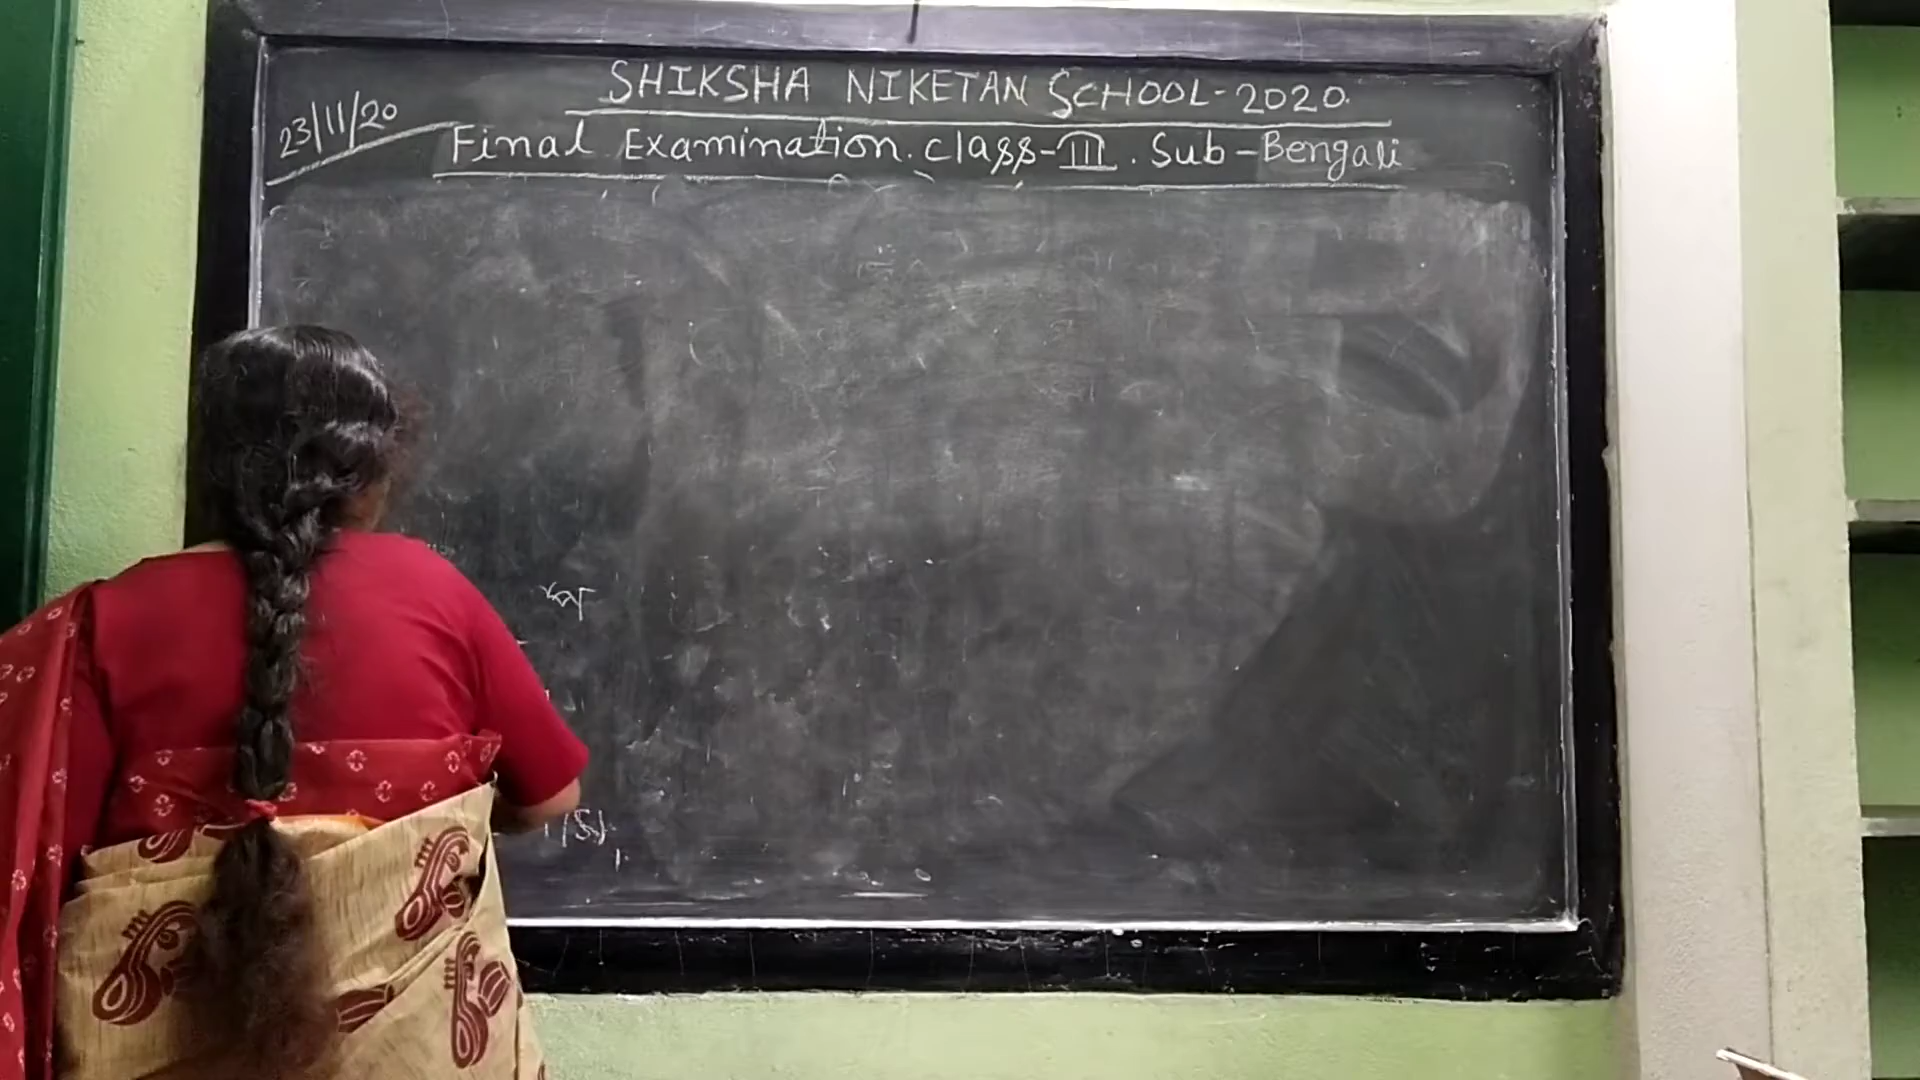 SHIKSHA NIKETAN SCHOOL-2020.
23/11/20
Final Examination. Class-III. Sub-Bengali